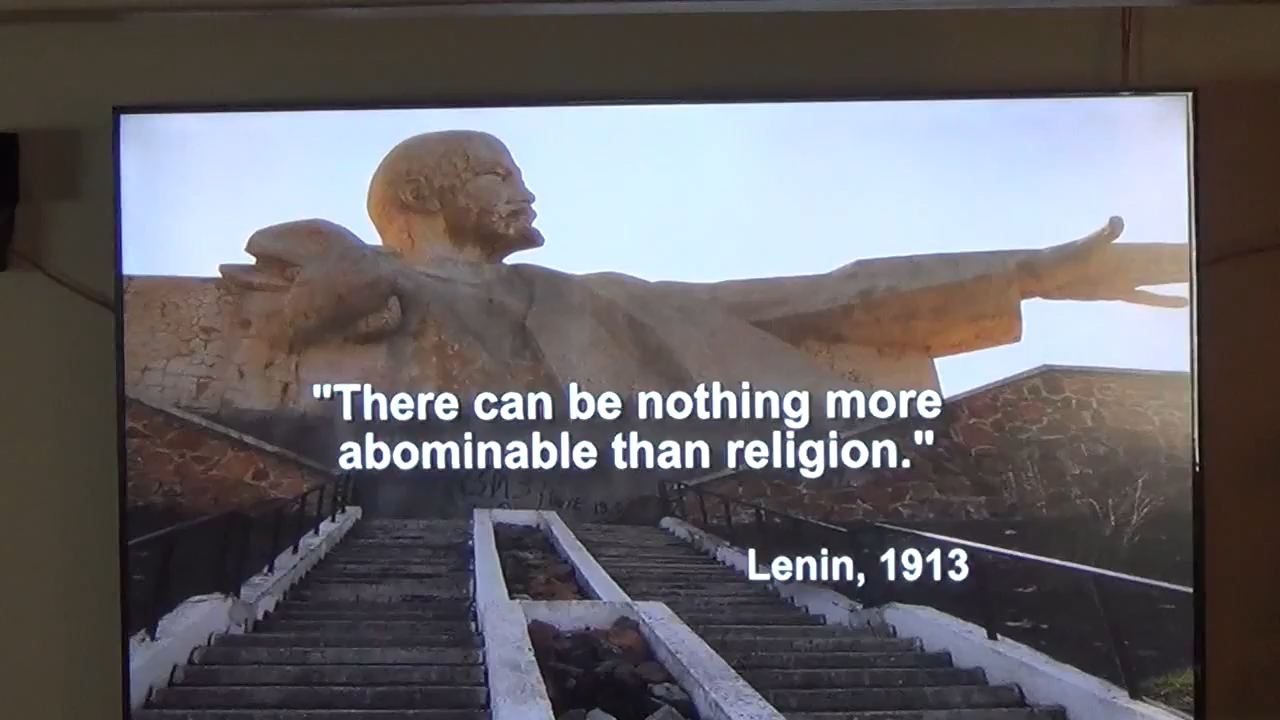 "There can be nothing more
abominable than religion."
Lenin, 1913